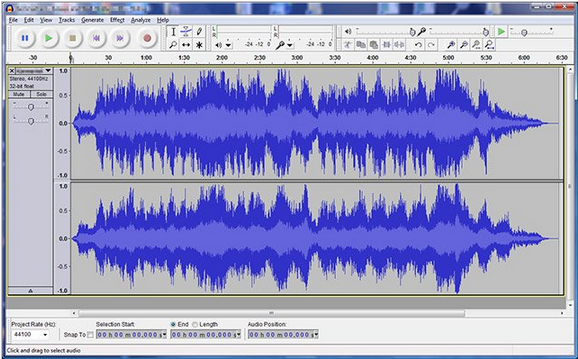 File Edit View Tracks Generate Effect Analyze Help
L
R
-24 -12 0
-24 -12 0
-30 0 30 1:00 1:30 2:00 2:30 3:00 3:30 4:00 4:30 5:00 5:30 6:00 6:30
Stereo, 44100Hz
32-bit float
Mute Solo
- +
L R
1.0
0.5
0.0
-0.5
-1.0
1.0
0.5
0.0
-0.5
-1.0
Project Rate (Hz):
44100
Snap To
Selection Start:
00 h 00 m 00,000 s
End Length
00 h 00 m 00,000 s
Audio Position:
00 h 00 m 00,000 s
Click and drag to select audio